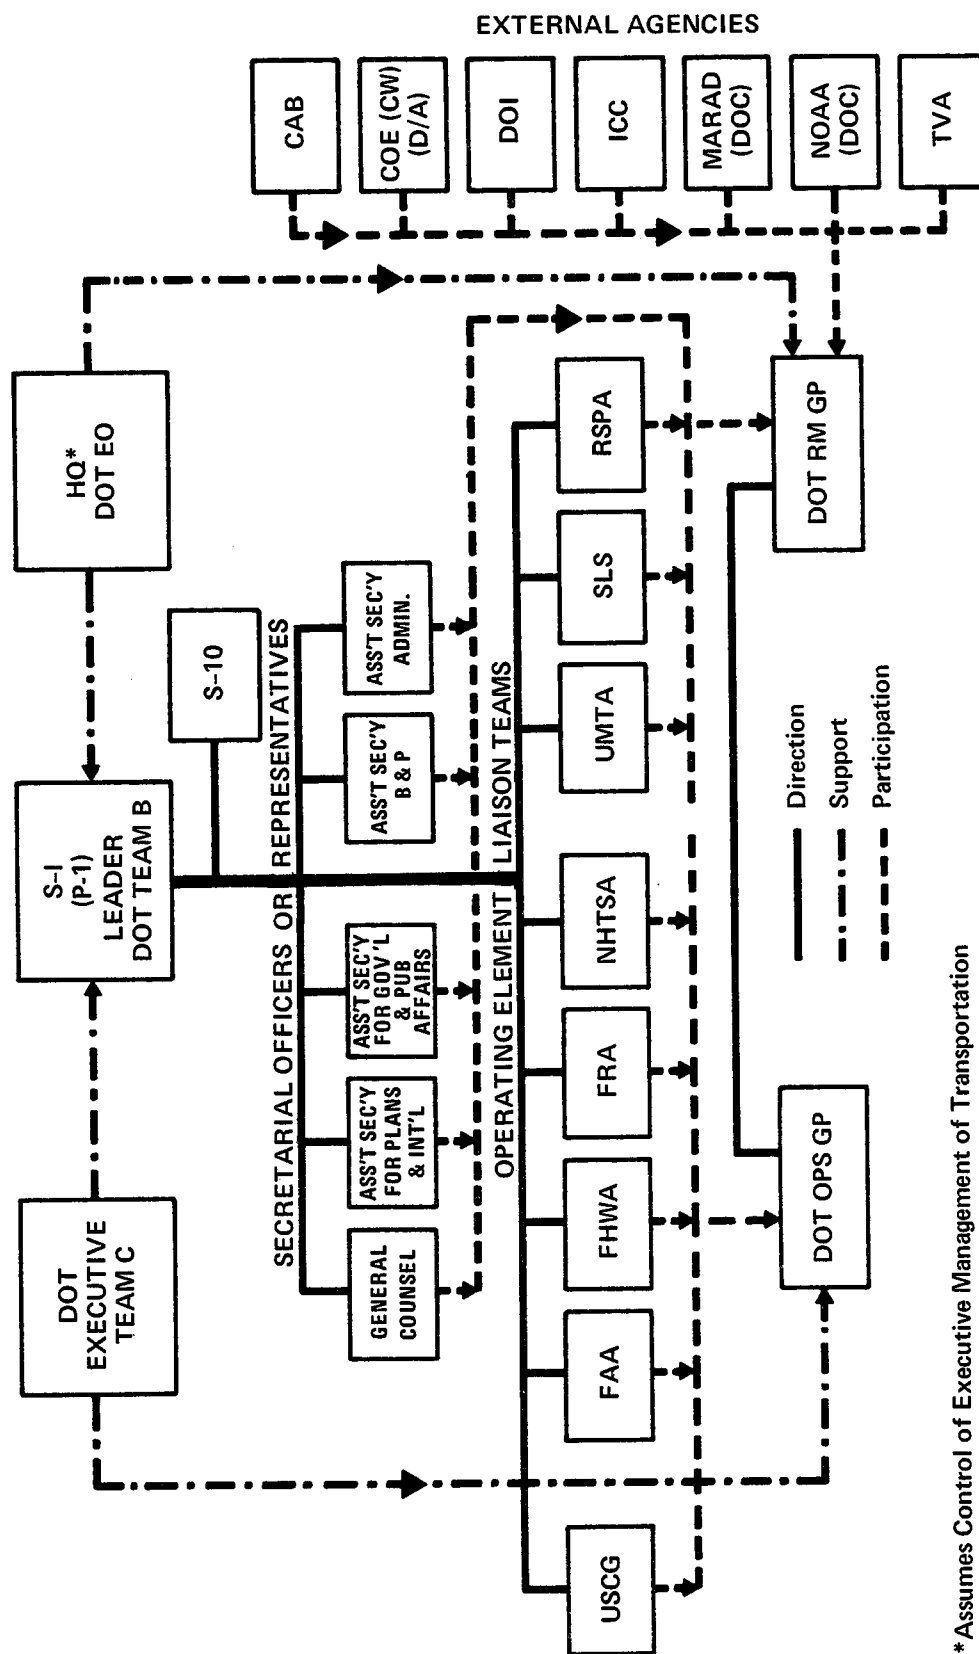 EXTERNAL AGENCIES
CAB
COE (CW)
(D/A)
DOI
ICC
MARAD
(DOC)
NOAA
(DOC)
TVA
DOT
EXECUTIVE
TEAM C
S-I
(P-1)
LEADER
DOT TEAM B
HQ*
DOT EO
S-10
SECRETARIAL OFFICERS OR REPRESENTATIVES
GENERAL
COUNSEL
ASS'T SEC'Y
FOR PLANS
& INT'L
ASS'T SEC'Y
FOR GOV'L
& PUB
AFFAIRS
ASS'T SEC'Y
B & P
ASS'T SEC'Y
ADMIN.
OPERATING ELEMENT LIAISON TEAMS
USCG
FAA
FHWA
FRA
NHTSA
UMTA
SLS
RSPA
DOT OPS GP
DOT RM GP
Direction
Support
Participation
*Assumes Control of Executive Management of Transportation